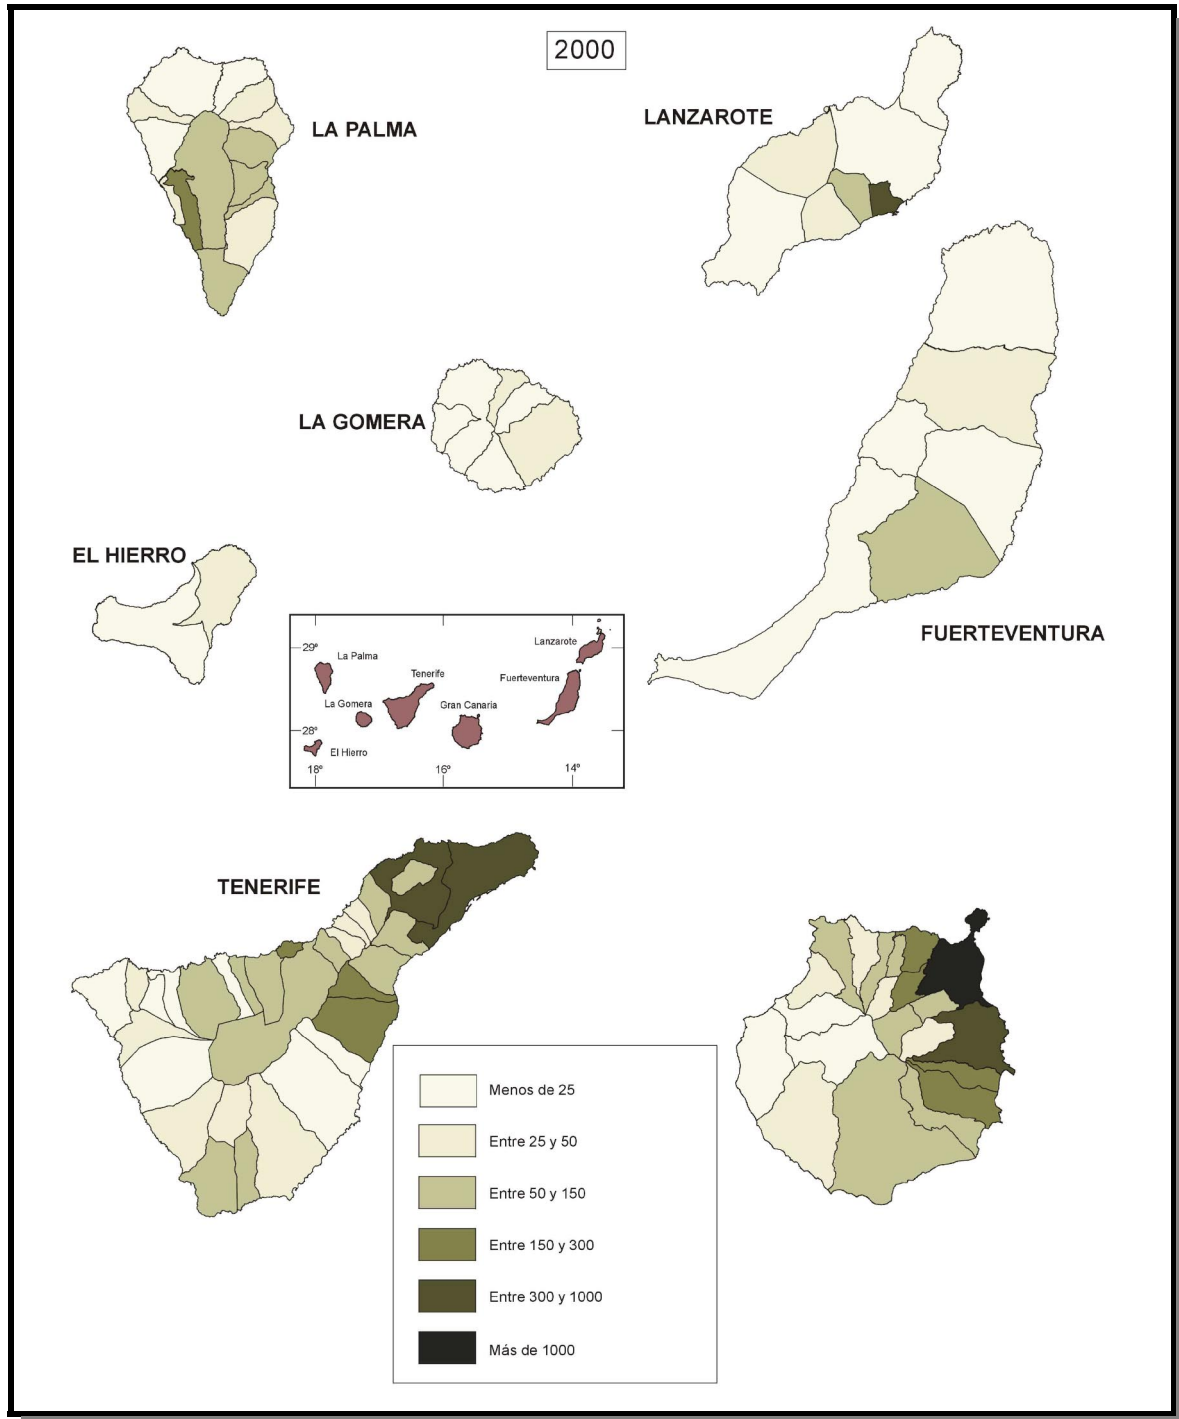 2000
LANZAROTE
LA PALMA
LA GOMERA
EL HIERRO
FUERTEVENTURA
29º
28º
18º
16º
14º
La Palma
La Gomera
El Hierro
Tenerife
Gran Canaria
Fuerteventura
Lanzarote
TENERIFE
Menos de 25
Entre 25 y 50
Entre 50 y 150
Entre 150 y 300
Entre 300 y 1000
Más de 1000